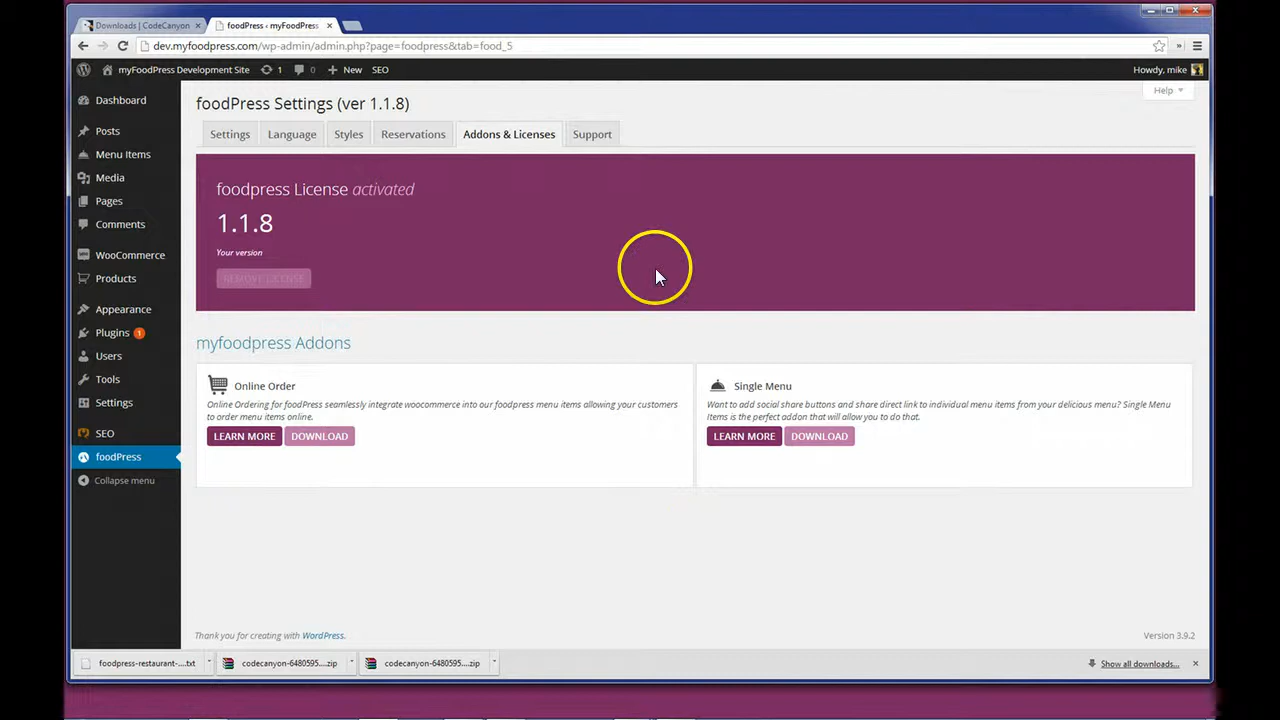 Downloads | CodeCanyon
foodPress ‹ myFoodPress
dev.myfoodpress.com/wp-admin/admin.php?page=foodpress&tab=food_5
myFoodPress Development Site 1 0 New SEO Howdy, mike
Help
foodPress Settings (ver 1.1.8)
Settings Language Styles Reservations Addons & Licenses Support
Dashboard
Posts
Menu Items
Media
Pages
Comments
WooCommerce
Products
Appearance
Plugins 1
Users
Tools
Settings
SEO
foodPress
Collapse menu
foodpress License activated
1.1.8
Your version
REMOVE LICENSE
myfoodpress Addons
Online Order
Online Ordering for foodPress seamlessly integrate woocommerce into our foodpress menu items allowing your customers
to order menu items online.
LEARN MORE DOWNLOAD
Single Menu
Want to add social share buttons and share direct link to individual menu items from your delicious menu? Single Menu
Items is the perfect addon that will allow you to do that.
LEARN MORE DOWNLOAD
Thank you for creating with WordPress.
Version 3.9.2
foodpress-restaurant-....txt
codecanyon-6480595....zip
codecanyon-6480595....zip
Show all downloads...